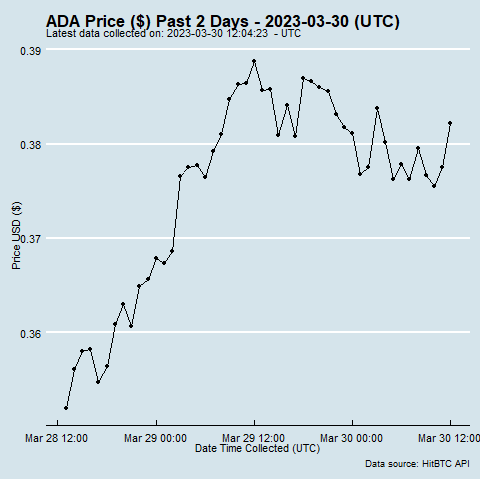 ADA Price ($) Past 2 Days - 2023-03-30 (UTC)
Latest data collected on: 2023-03-30 12:04:23 - UTC
0.39
0.38
0.37
0.36
Price USD ($)
Mar 28 12:00 Mar 29 00:00 Mar 29 12:00 Mar 30 00:00 Mar 30 12:00
Date Time Collected (UTC)
Data source: HitBTC API